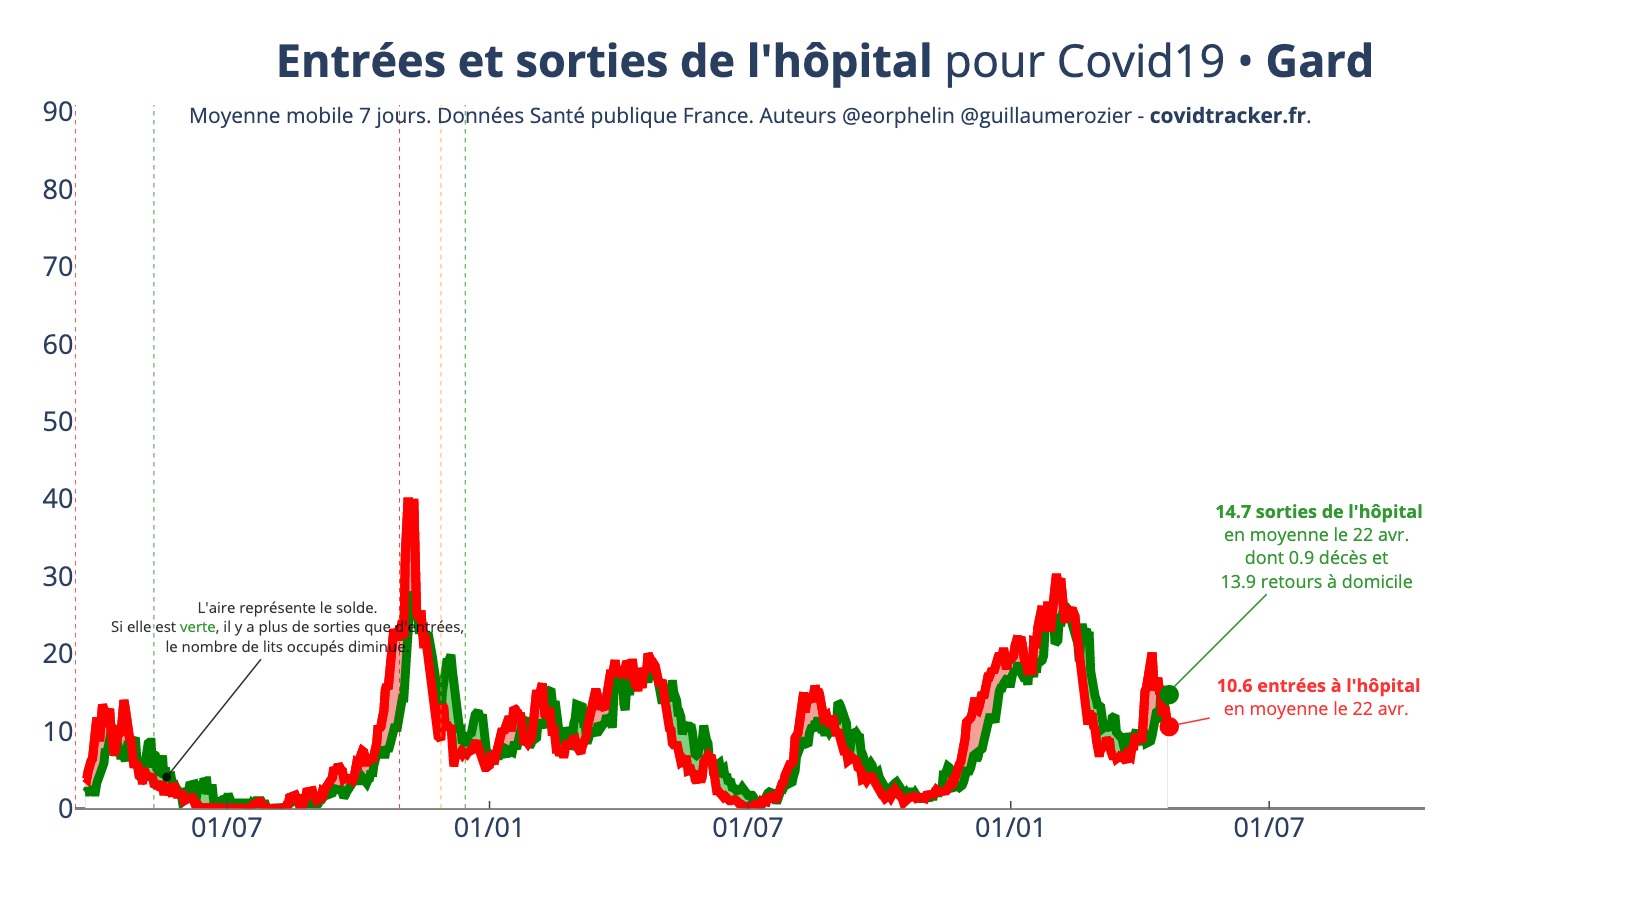 Entrées et sorties de l'hôpital pour Covid19 • Gard
Moyenne mobile 7 jours. Données Santé publique France. Auteurs @eorphelin @guillaumerozier - covidtracker.fr.
90
80
70
60
50
40
30
20
10
0
L'aire représente le solde.
Si elle est verte, il y a plus de sorties que d'entrées,
le nombre de lits occupés diminue.
14.7 sorties de l'hôpital
en moyenne le 22 avr.
dont 0.9 décès et
13.9 retours à domicile
10.6 entrées à l'hôpital
en moyenne le 22 avr.
01/07
01/01
01/07
01/01
01/07